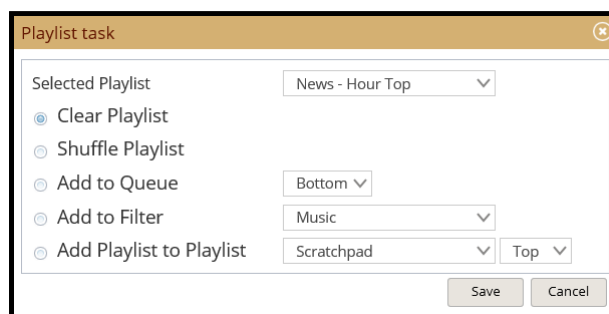 Playlist task
Selected Playlist News - Hour Top
Clear Playlist
Shuffle Playlist
Add to Queue Bottom
Add to Filter Music
Add Playlist to Playlist Scratchpad Top
Save Cancel